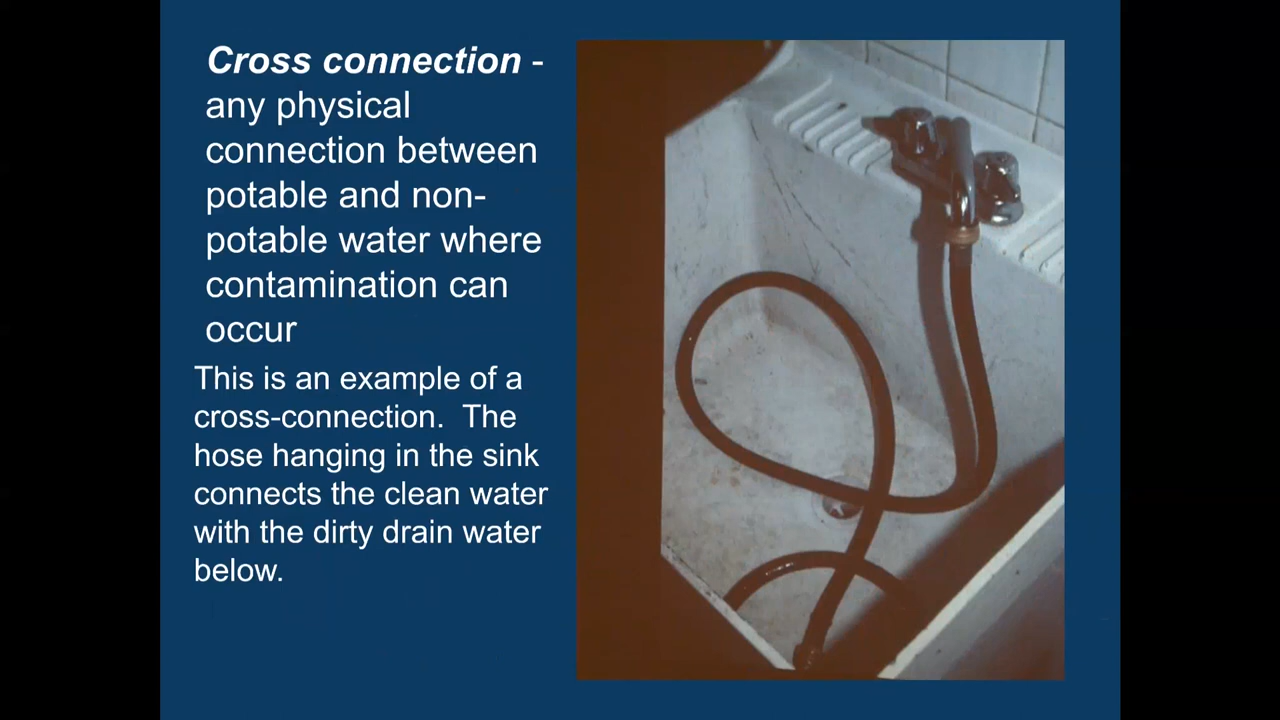 Cross connection -
any physical
connection between
potable and non-
potable water where
contamination can
occur
This is an example of a
cross-connection.  The
hose hanging in the sink
connects the clean water
with the dirty drain water
below.